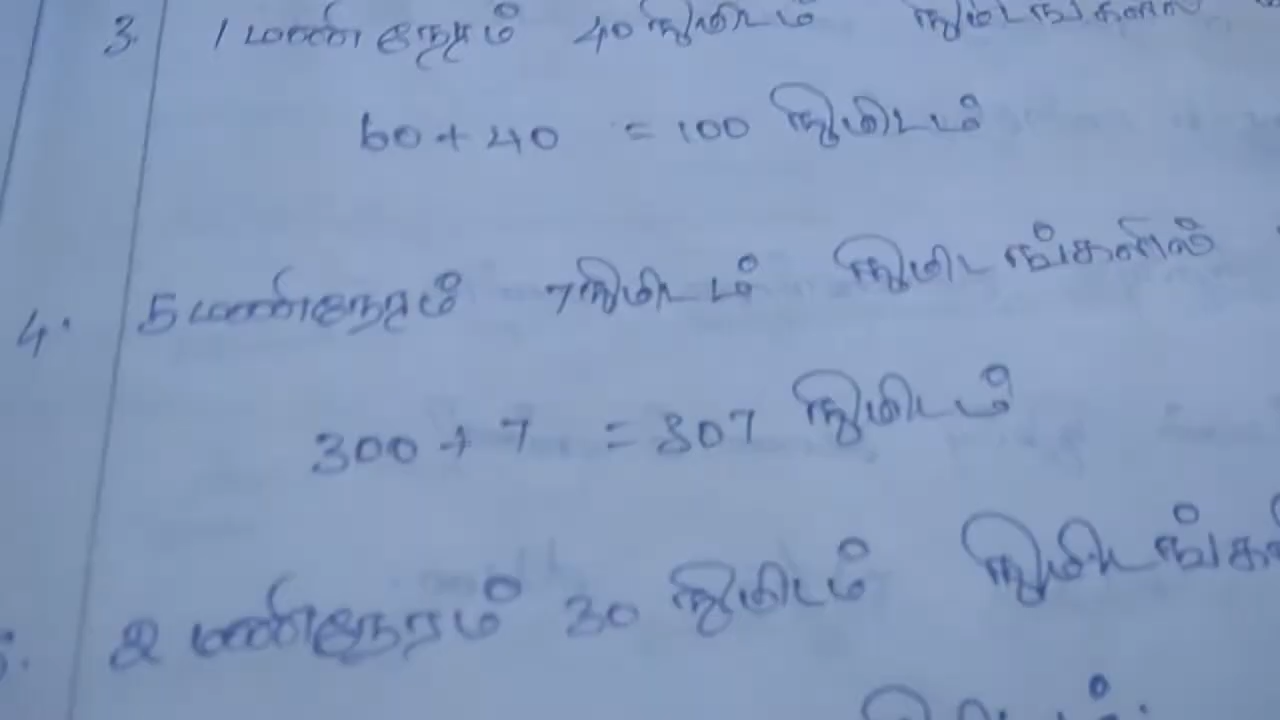 3. 1 மணிநேரம் 40 நிமிடம் நிமிடங்களில்
60 + 40 = 100 நிமிடம்
4. 5 மணிநேரம் 7 நிமிடம் நிமிடங்களில்
300 + 7 = 307 நிமிடம்
2 மணிநேரம் 30 நிமிடம்